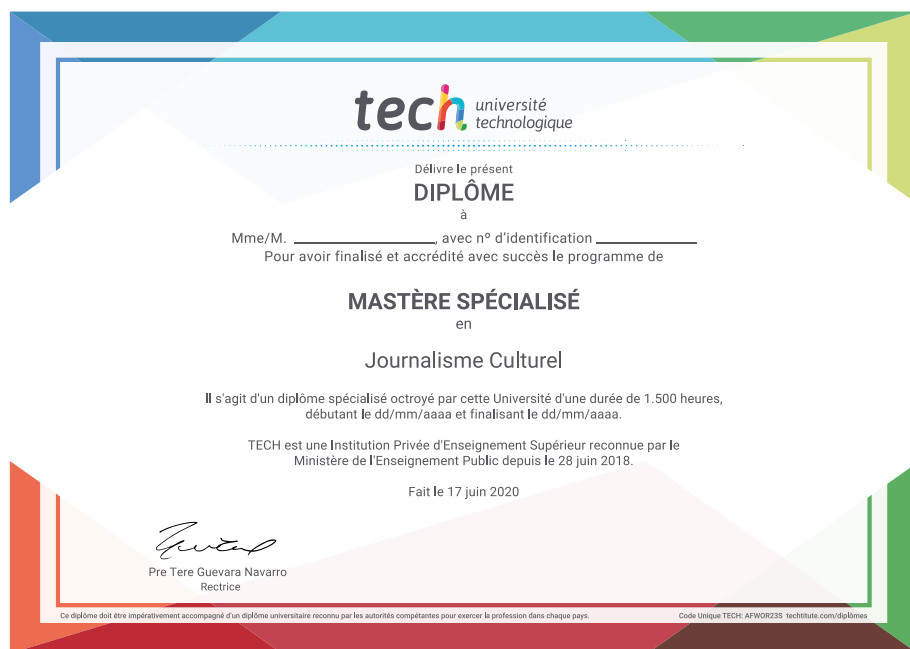 tech université
technologique
Délivre le présent
DIPLÔME
à
Mme/M. ____________, avec nº d'identification ____________
Pour avoir finalisé et accrédité avec succès le programme de
MASTÈRE SPÉCIALISÉ
en
Journalisme Culturel
Il s'agit d'un diplôme spécialisé octroyé par cette Université d'une durée de 1.500 heures,
débutant le dd/mm/aaaa et finalisant le dd/mm/aaaa.
TECH est une Institution Privée d'Enseignement Supérieur reconnue par le
Ministère de l'Enseignement Public depuis le 28 juin 2018.
Fait le 17 juin 2020
Pre Tere Guevara Navarro
Rectrice
Ce diplôme doit être impérativement accompagné d'un diplôme universitaire reconnu par les autorités compétantes pour exercer la profession dans chaque pays.
Code Unique TECH: AFWOR23S techtitute.com/diplômes